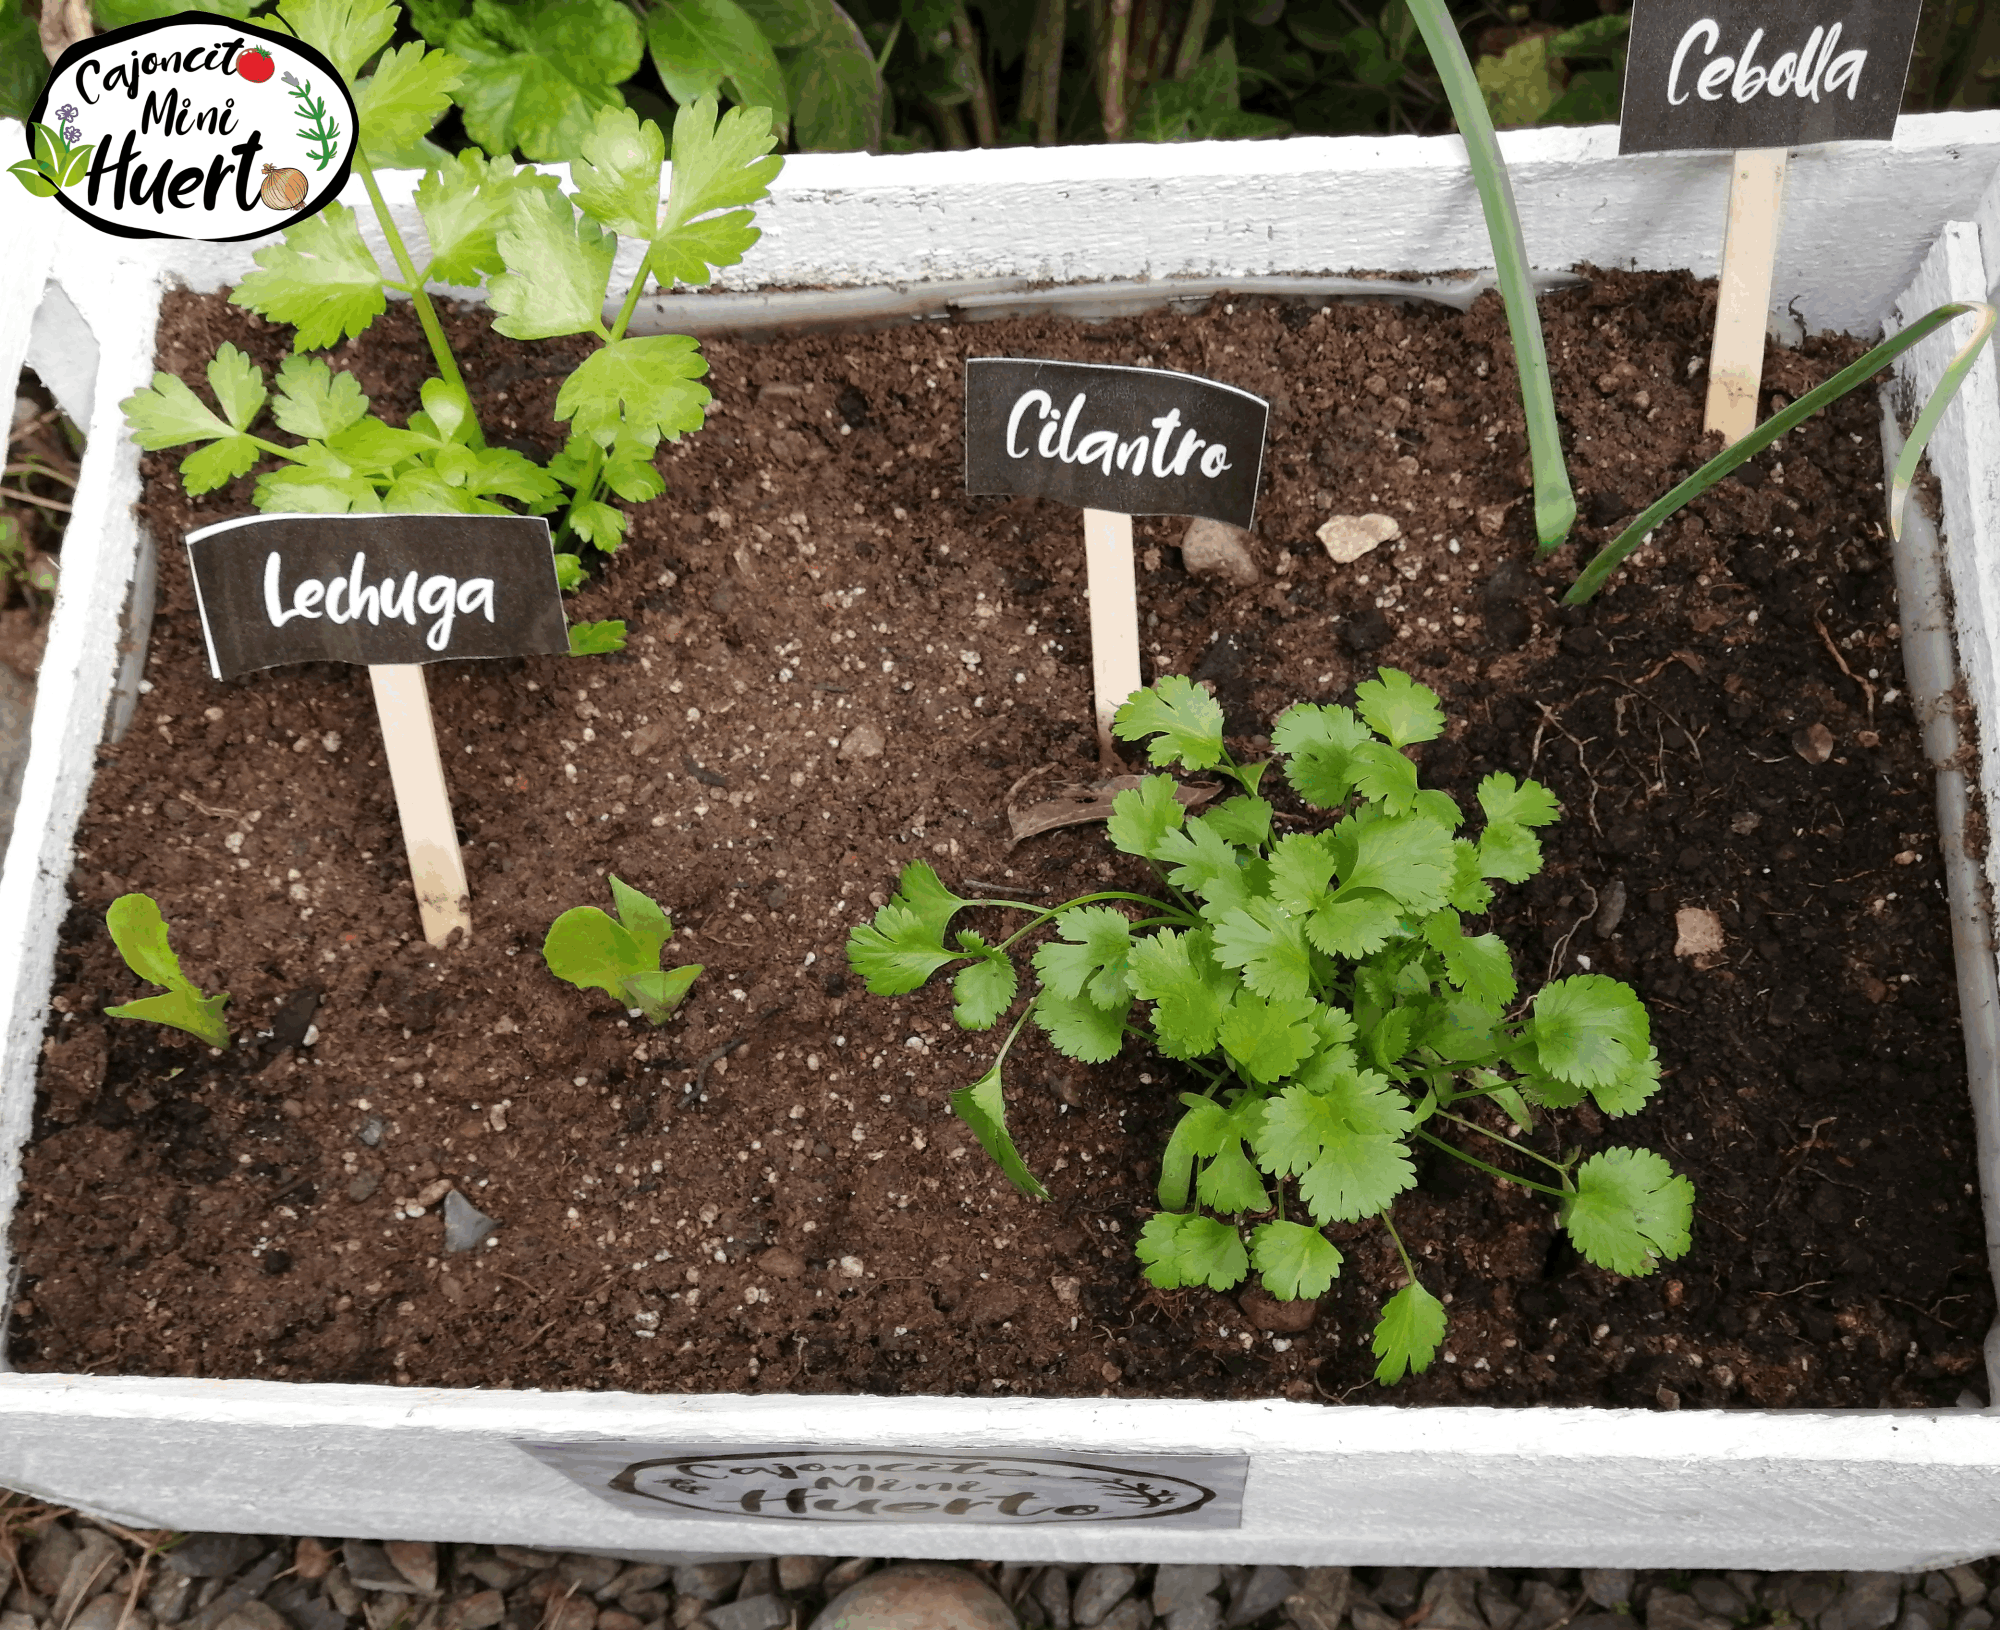 Cajoncito
Mini
Huerto
Cebolla
Cilantro
Lechuga
Cajoncito
Mini
Huerto